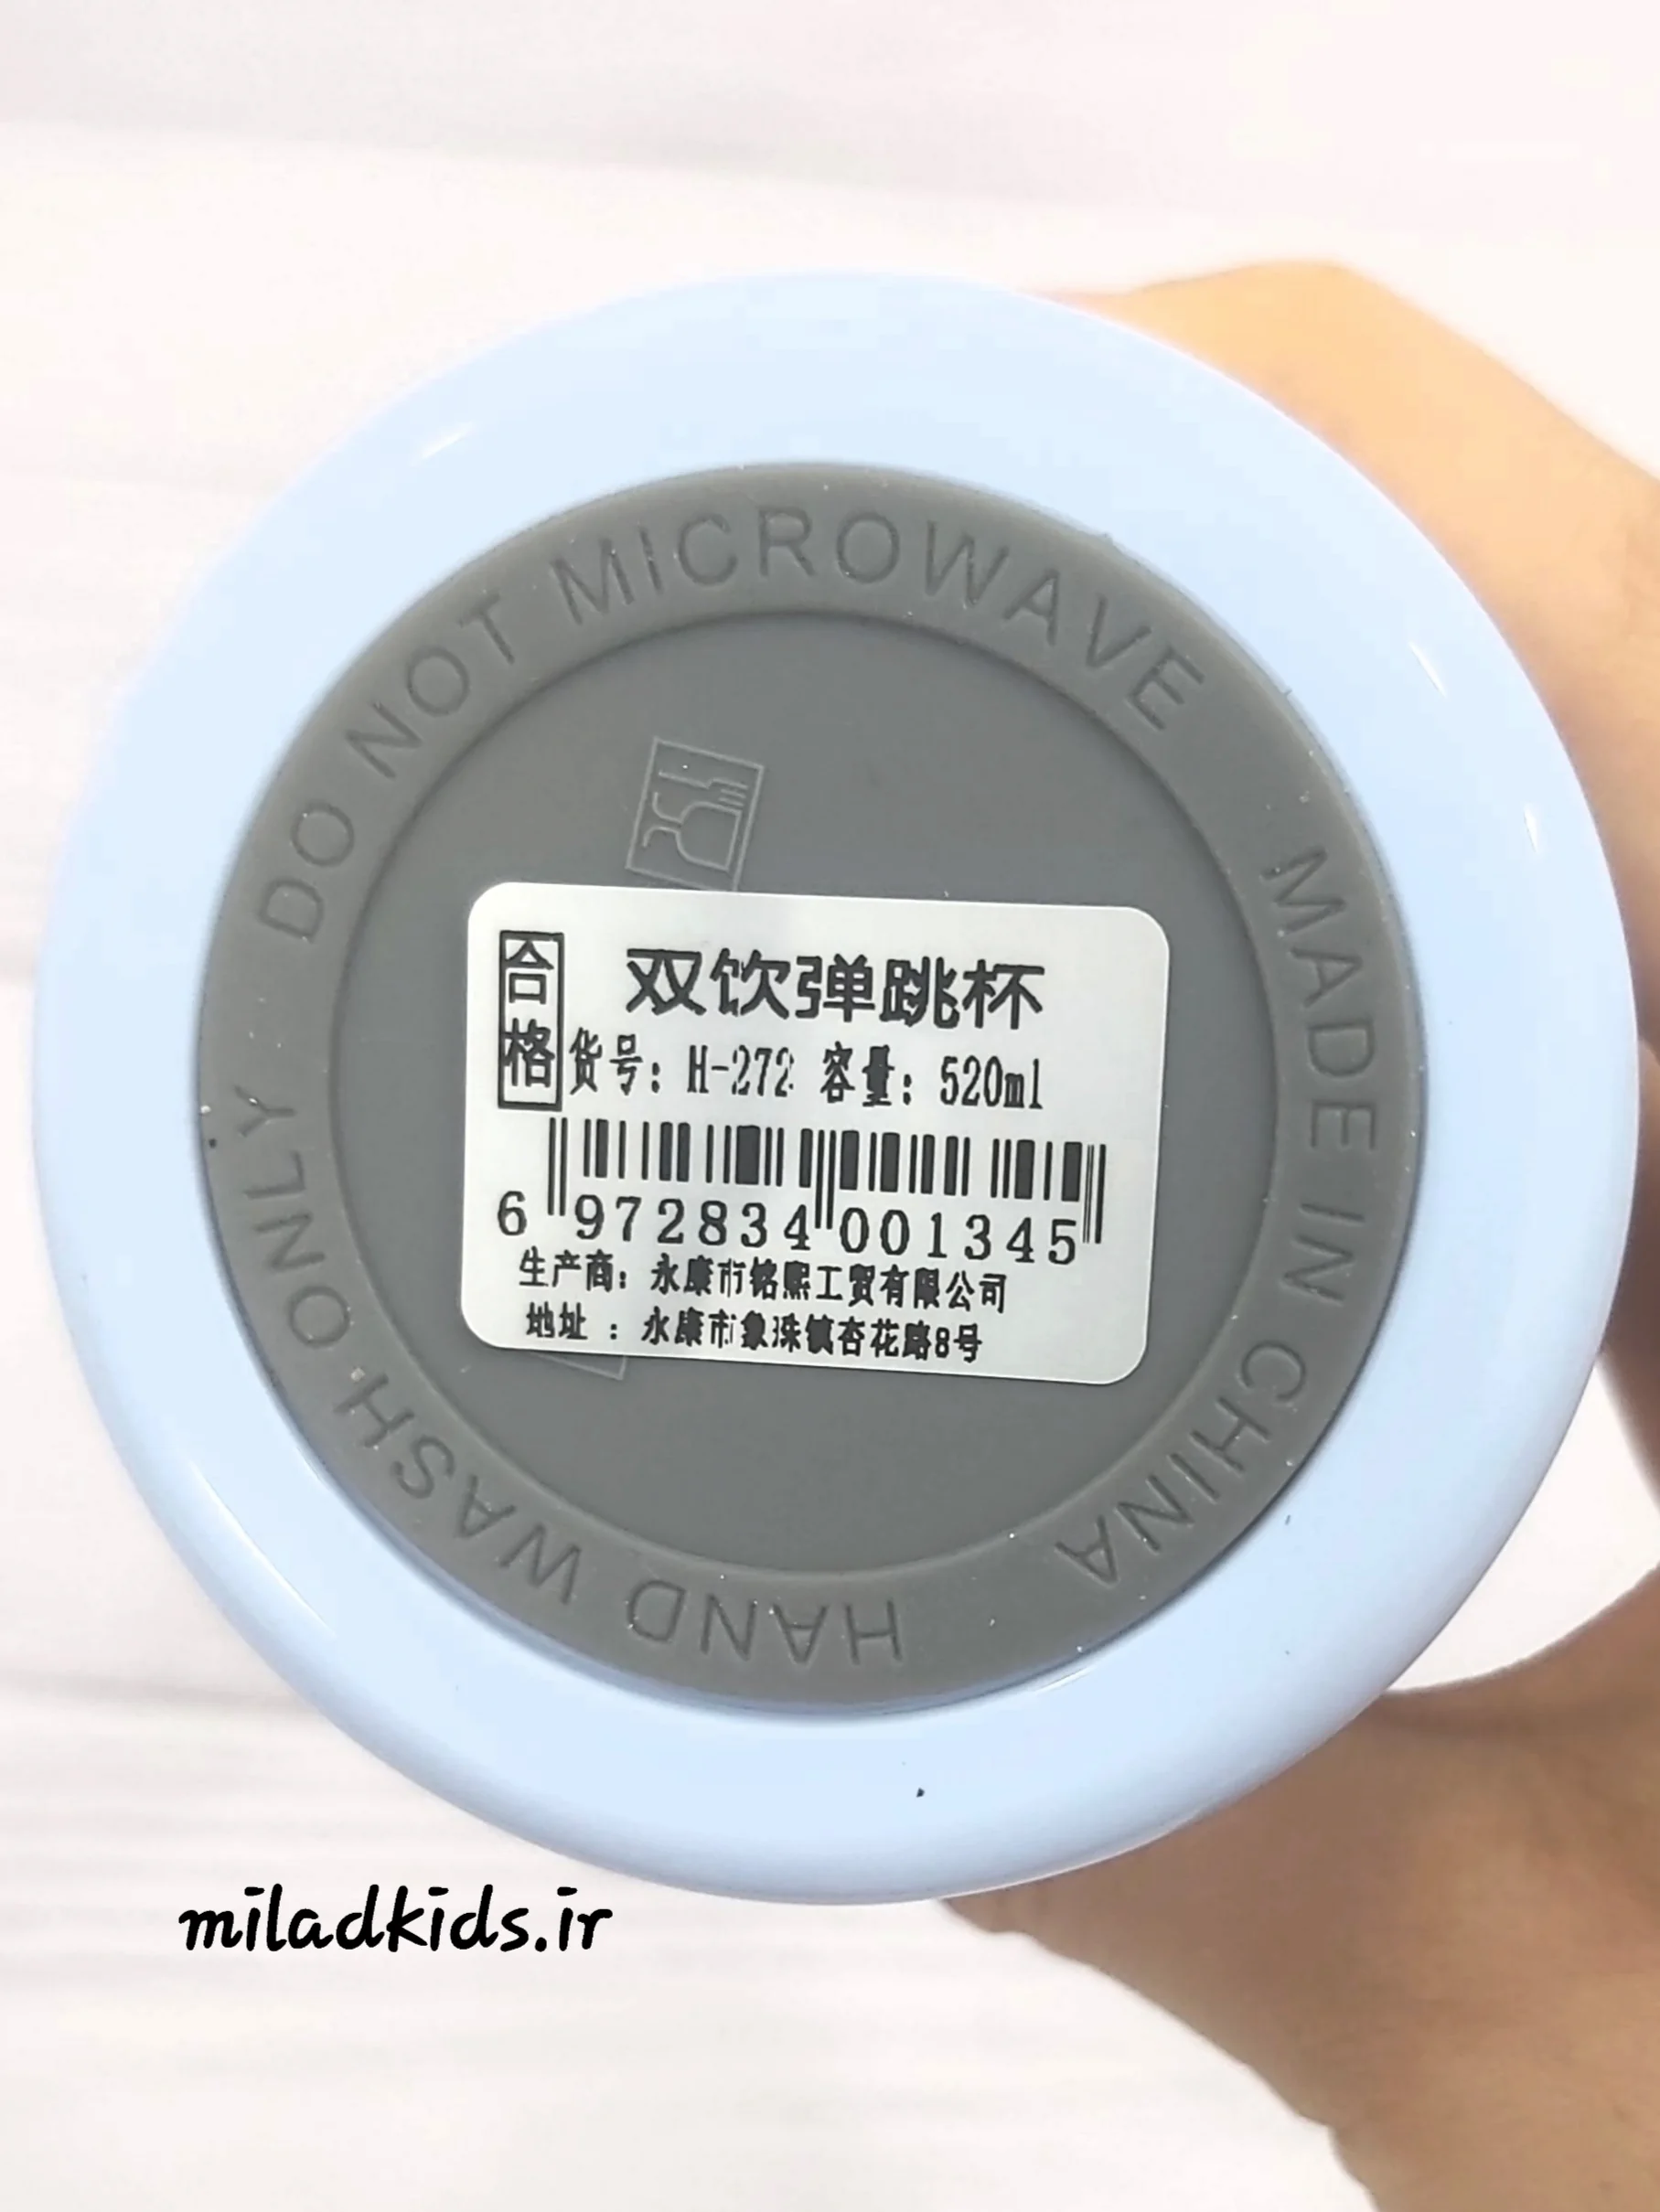 DO NOT MICROWAVE
MADE IN CHINA
HAND WASH ONLY
合格
双饮弹跳杯
货号: H-272 容量: 520ml
6 972834 001345
生产商: 永康市铭熙工贸有限公司
地址 : 永康市象珠镇杏花路8号
miladkids.ir